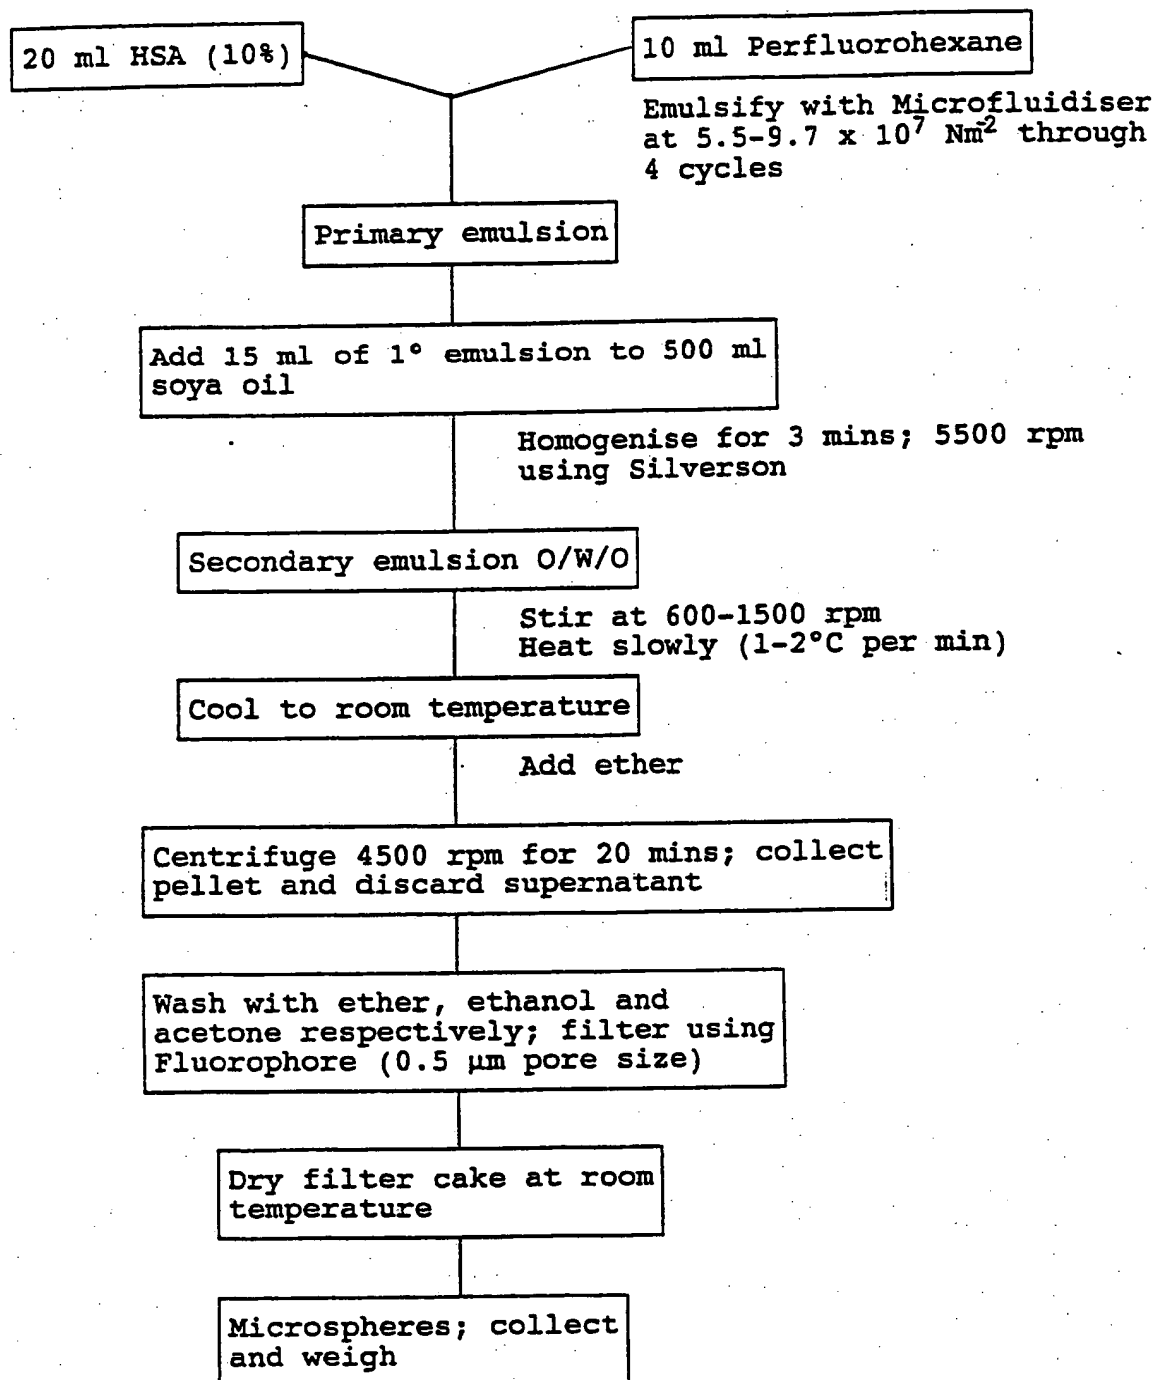 20 ml HSA (10%)
10 ml Perfluorohexane
Emulsify with Microfluidiser
at 5.5-9.7 x 10⁷ Nm⁻² through
4 cycles
Primary emulsion
Add 15 ml of 1° emulsion to 500 ml
soya oil
Homogenise for 3 mins; 5500 rpm
using Silverson
Secondary emulsion O/W/O
Stir at 600-1500 rpm
Heat slowly (1-2°C per min)
Cool to room temperature
Add ether
Centrifuge 4500 rpm for 20 mins; collect
pellet and discard supernatant
Wash with ether, ethanol and
acetone respectively; filter using
Fluorophore (0.5 µm pore size)
Dry filter cake at room
temperature
Microspheres; collect
and weigh